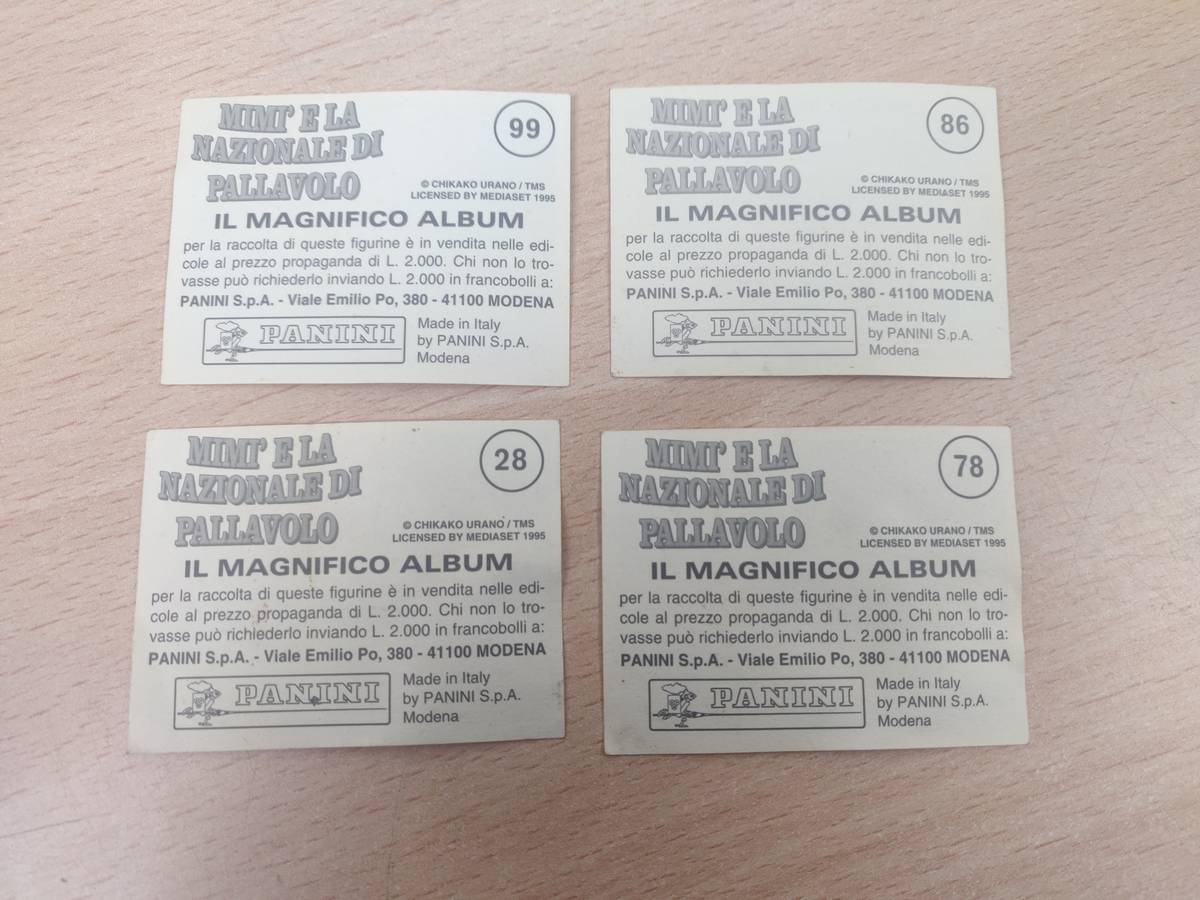 MIMI' E LA
NAZIONALE DI
PALLAVOLO
99
© CHIKAKO URANO / TMS
LICENSED BY MEDIASET 1995
IL MAGNIFICO ALBUM
per la raccolta di queste figurine è in vendita nelle edi-
cole al prezzo propaganda di L. 2.000. Chi non lo tro-
vasse può richiederlo inviando L. 2.000 in francobolli a:
PANINI S.p.A. - Viale Emilio Po, 380 - 41100 MODENA
PANINI
Made in Italy
by PANINI S.p.A.
Modena
MIMI' E LA
NAZIONALE DI
PALLAVOLO
86
© CHIKAKO URANO / TMS
LICENSED BY MEDIASET 1995
IL MAGNIFICO ALBUM
per la raccolta di queste figurine è in vendita nelle edi-
cole al prezzo propaganda di L. 2.000. Chi non lo tro-
vasse può richiederlo inviando L. 2.000 in francobolli a:
PANINI S.p.A. - Viale Emilio Po, 380 - 41100 MODENA
PANINI
Made in Italy
by PANINI S.p.A.
Modena
MIMI' E LA
NAZIONALE DI
PALLAVOLO
28
© CHIKAKO URANO / TMS
LICENSED BY MEDIASET 1995
IL MAGNIFICO ALBUM
per la raccolta di queste figurine è in vendita nelle edi-
cole al prezzo propaganda di L. 2.000. Chi non lo tro-
vasse può richiederlo inviando L. 2.000 in francobolli a:
PANINI S.p.A. - Viale Emilio Po, 380 - 41100 MODENA
PANINI
Made in Italy
by PANINI S.p.A.
Modena
MIMI' E LA
NAZIONALE DI
PALLAVOLO
78
© CHIKAKO URANO / TMS
LICENSED BY MEDIASET 1995
IL MAGNIFICO ALBUM
per la raccolta di queste figurine è in vendita nelle edi-
cole al prezzo propaganda di L. 2.000. Chi non lo tro-
vasse può richiederlo inviando L. 2.000 in francobolli a:
PANINI S.p.A. - Viale Emilio Po, 380 - 41100 MODENA
PANINI
Made in Italy
by PANINI S.p.A.
Modena